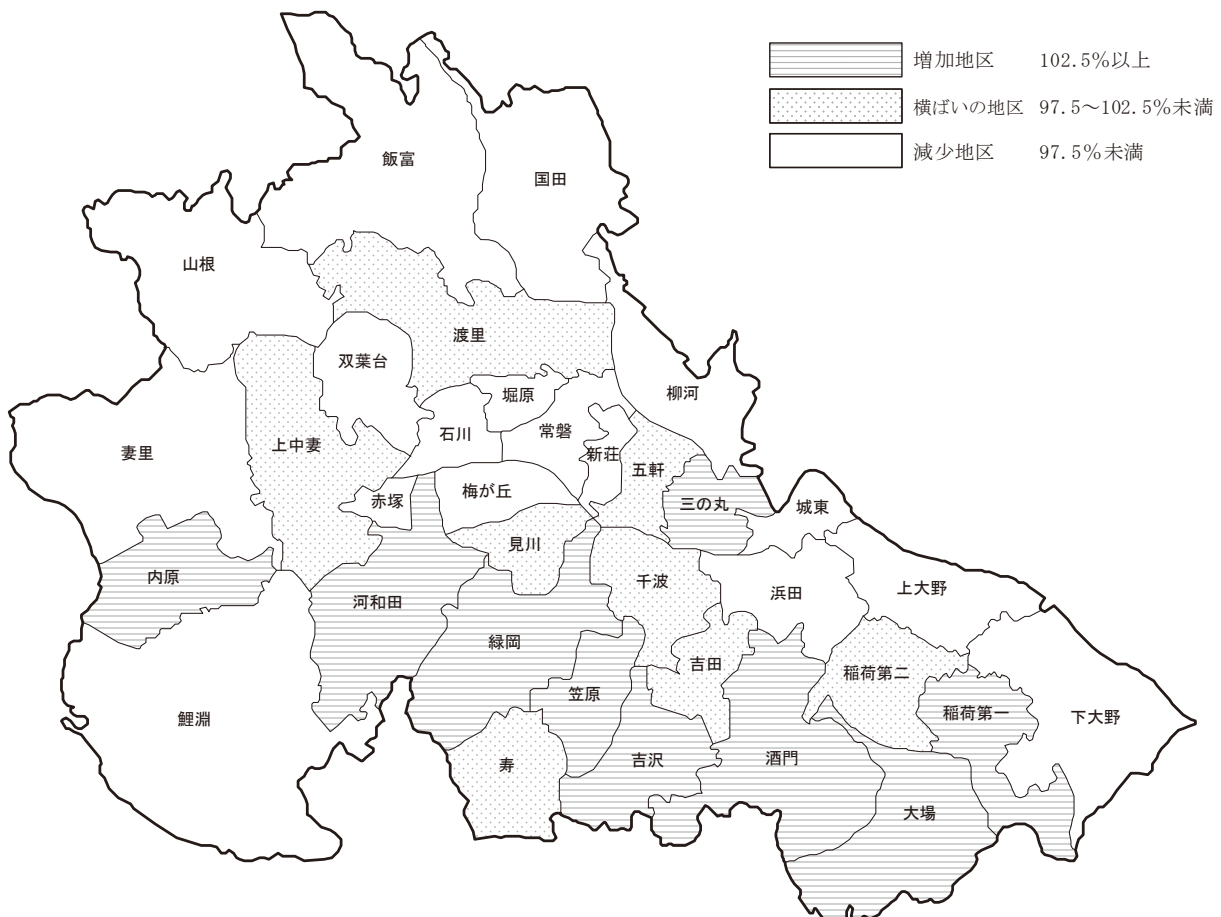 増加地区 102.5%以上
横ばいの地区 97.5～102.5%未満
減少地区 97.5%未満
飯富
国田
山根
渡里
双葉台
堀原
柳河
石川
常磐
妻里
上中妻
新荘
五軒
赤塚
梅が丘
三の丸
城東
見川
内原
千波
浜田
上大野
河和田
緑岡
吉田
稲荷第二
笠原
鯉淵
稲荷第一
下大野
寿
吉沢
酒門
大場